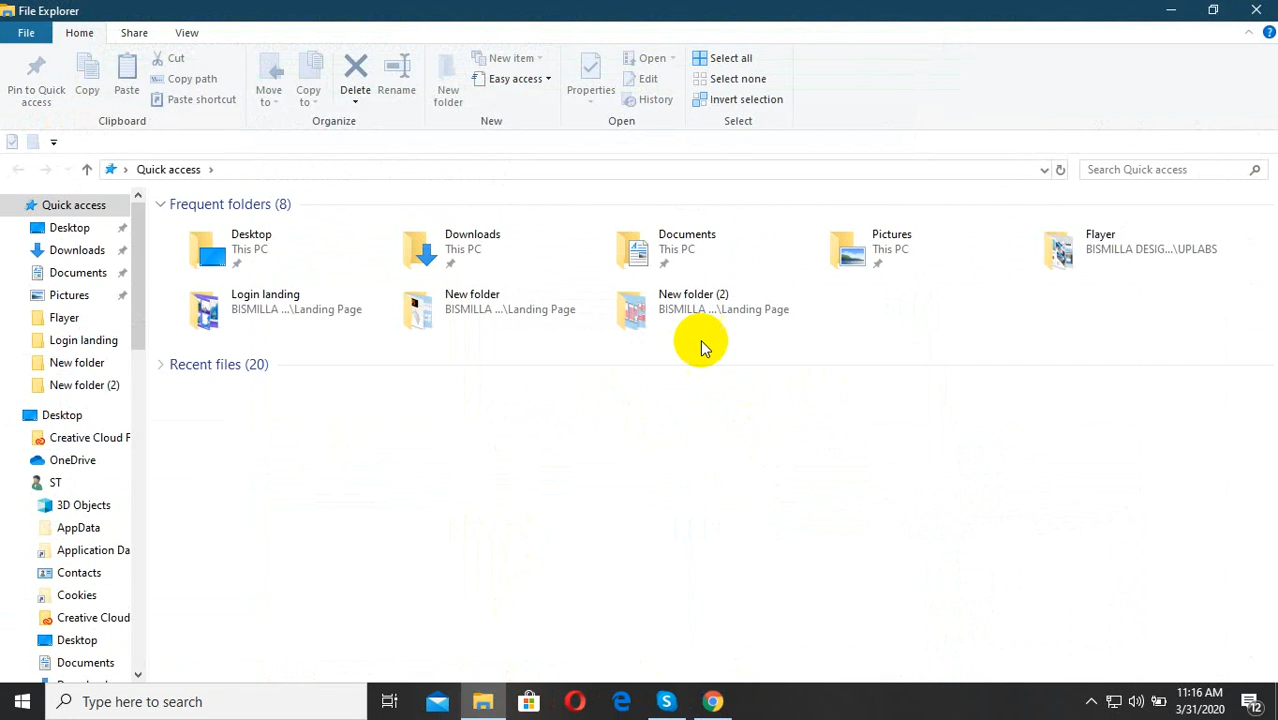 File Explorer
File
Home
Share
View
Pin to Quick access
Copy
Paste
Cut
Copy path
Paste shortcut
Clipboard
Move to
Copy to
Delete
Rename
Organize
New folder
New item
Easy access
New
Properties
Open
Edit
History
Open
Select all
Select none
Invert selection
Select
Quick access
Search Quick access
Quick access
Desktop
Downloads
Documents
Pictures
Flayer
Login landing
New folder
New folder (2)
Desktop
Creative Cloud F
OneDrive
ST
3D Objects
AppData
Application Da
Contacts
Cookies
Creative Cloud
Desktop
Documents
Frequent folders (8)
Desktop
This PC
Downloads
This PC
Documents
This PC
Pictures
This PC
Flayer
BISMILLA DESIG...\UPLABS
Login landing
BISMILLA ...\Landing Page
New folder
BISMILLA ...\Landing Page
New folder (2)
BISMILLA ...\Landing Page
Recent files (20)
Type here to search
11:16 AM
3/31/2020
12